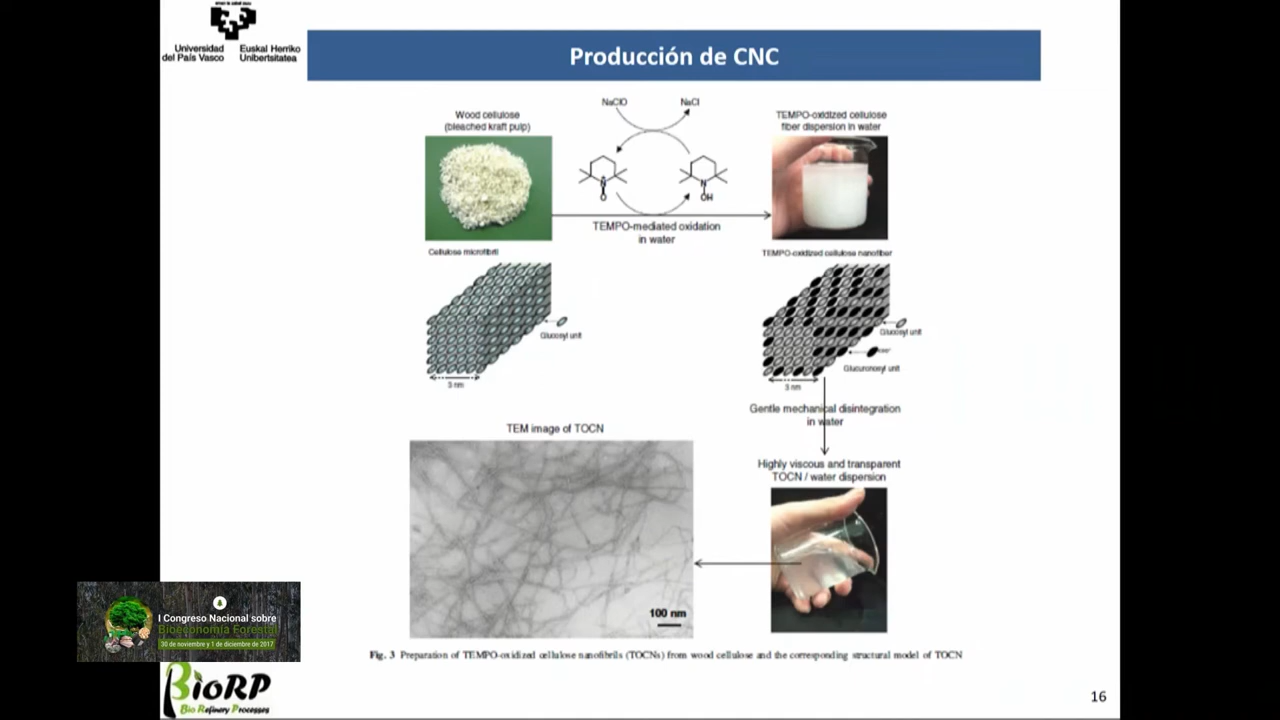 eman ta zabal zazu
Universidad
del País Vasco
Euskal Herriko
Unibertsitatea
Producción de CNC
Wood cellulose
(bleached kraft pulp)
NaClO
NaCl
N
O
N
OH
TEMPO-mediated oxidation
in water
TEMPO-oxidized cellulose
fiber dispersion in water
Cellulose microfibril
Glucosyl unit
3 nm
TEMPO-oxidized cellulose nanofiber
Glucosyl unit
Glucuronosyl unit
3 nm
Gentle mechanical disintegration
in water
Highly viscous and transparent
TOCN / water dispersion
TEM image of TOCN
100 nm
Fig. 3 Preparation of TEMPO-oxidized cellulose nanofibrils (TOCNs) from wood cellulose and the corresponding structural model of TOCN
I Congreso Nacional sobre
Bioeconomía Forestal
30 de noviembre y 1 de diciembre de 2017
BioRP
Bio Refinery Processes
16